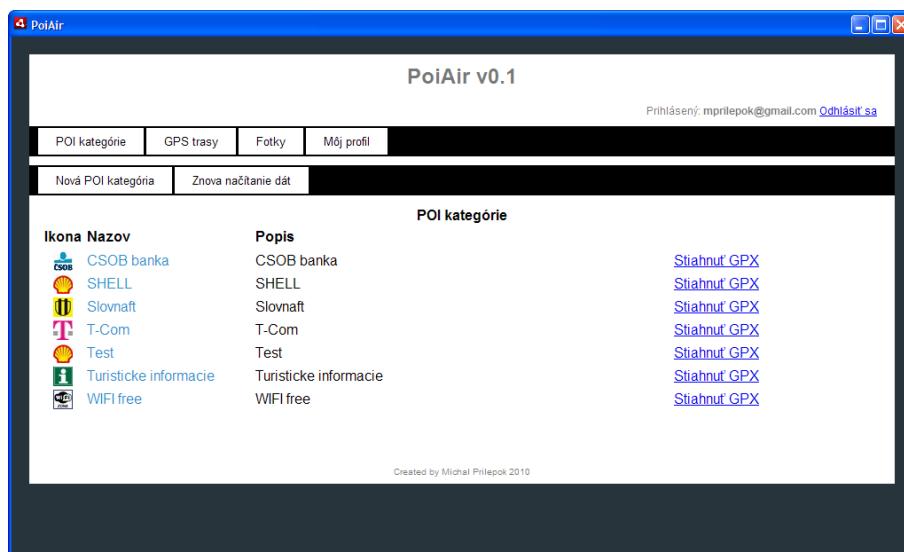 PoiAir
PoiAir v0.1
Prihlásený: mprilepok@gmail.com Odhlásiť sa
POI kategórie GPS trasy Fotky Môj profil
Nová POI kategória Znova načítanie dát
POI kategórie
Ikona Nazov Popis
ČSOB CSOB banka CSOB banka Stiahnuť GPX
SHELL SHELL Stiahnuť GPX
Slovnaft Slovnaft Stiahnuť GPX
T T-Com T-Com Stiahnuť GPX
Test Test Stiahnuť GPX
i Turisticke informacie Turisticke informacie Stiahnuť GPX
WiFi ZONE WIFI free WIFI free Stiahnuť GPX
Created by Michal Prilepok 2010